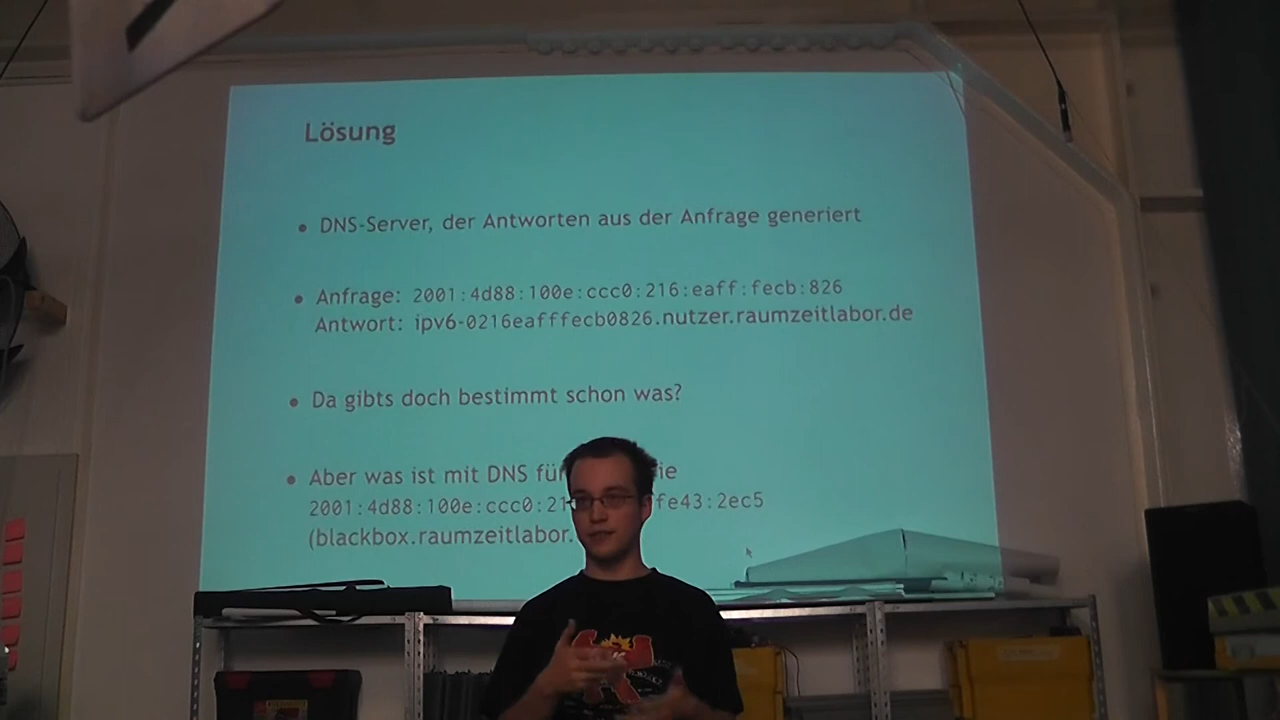 Lösung
• DNS-Server, der Antworten aus der Anfrage generiert
• Anfrage: 2001:4d88:100e:ccc0:216:eaff:fecb:826
Antwort: ipv6-0216eafffecb0826.nutzer.raumzeitlabor.de
• Da gibts doch bestimmt schon was?
• Aber was ist mit DNS
2001:4d88:100e:ccc0:21 fe43:2ec5
(blackbox.raumzeitlabor.